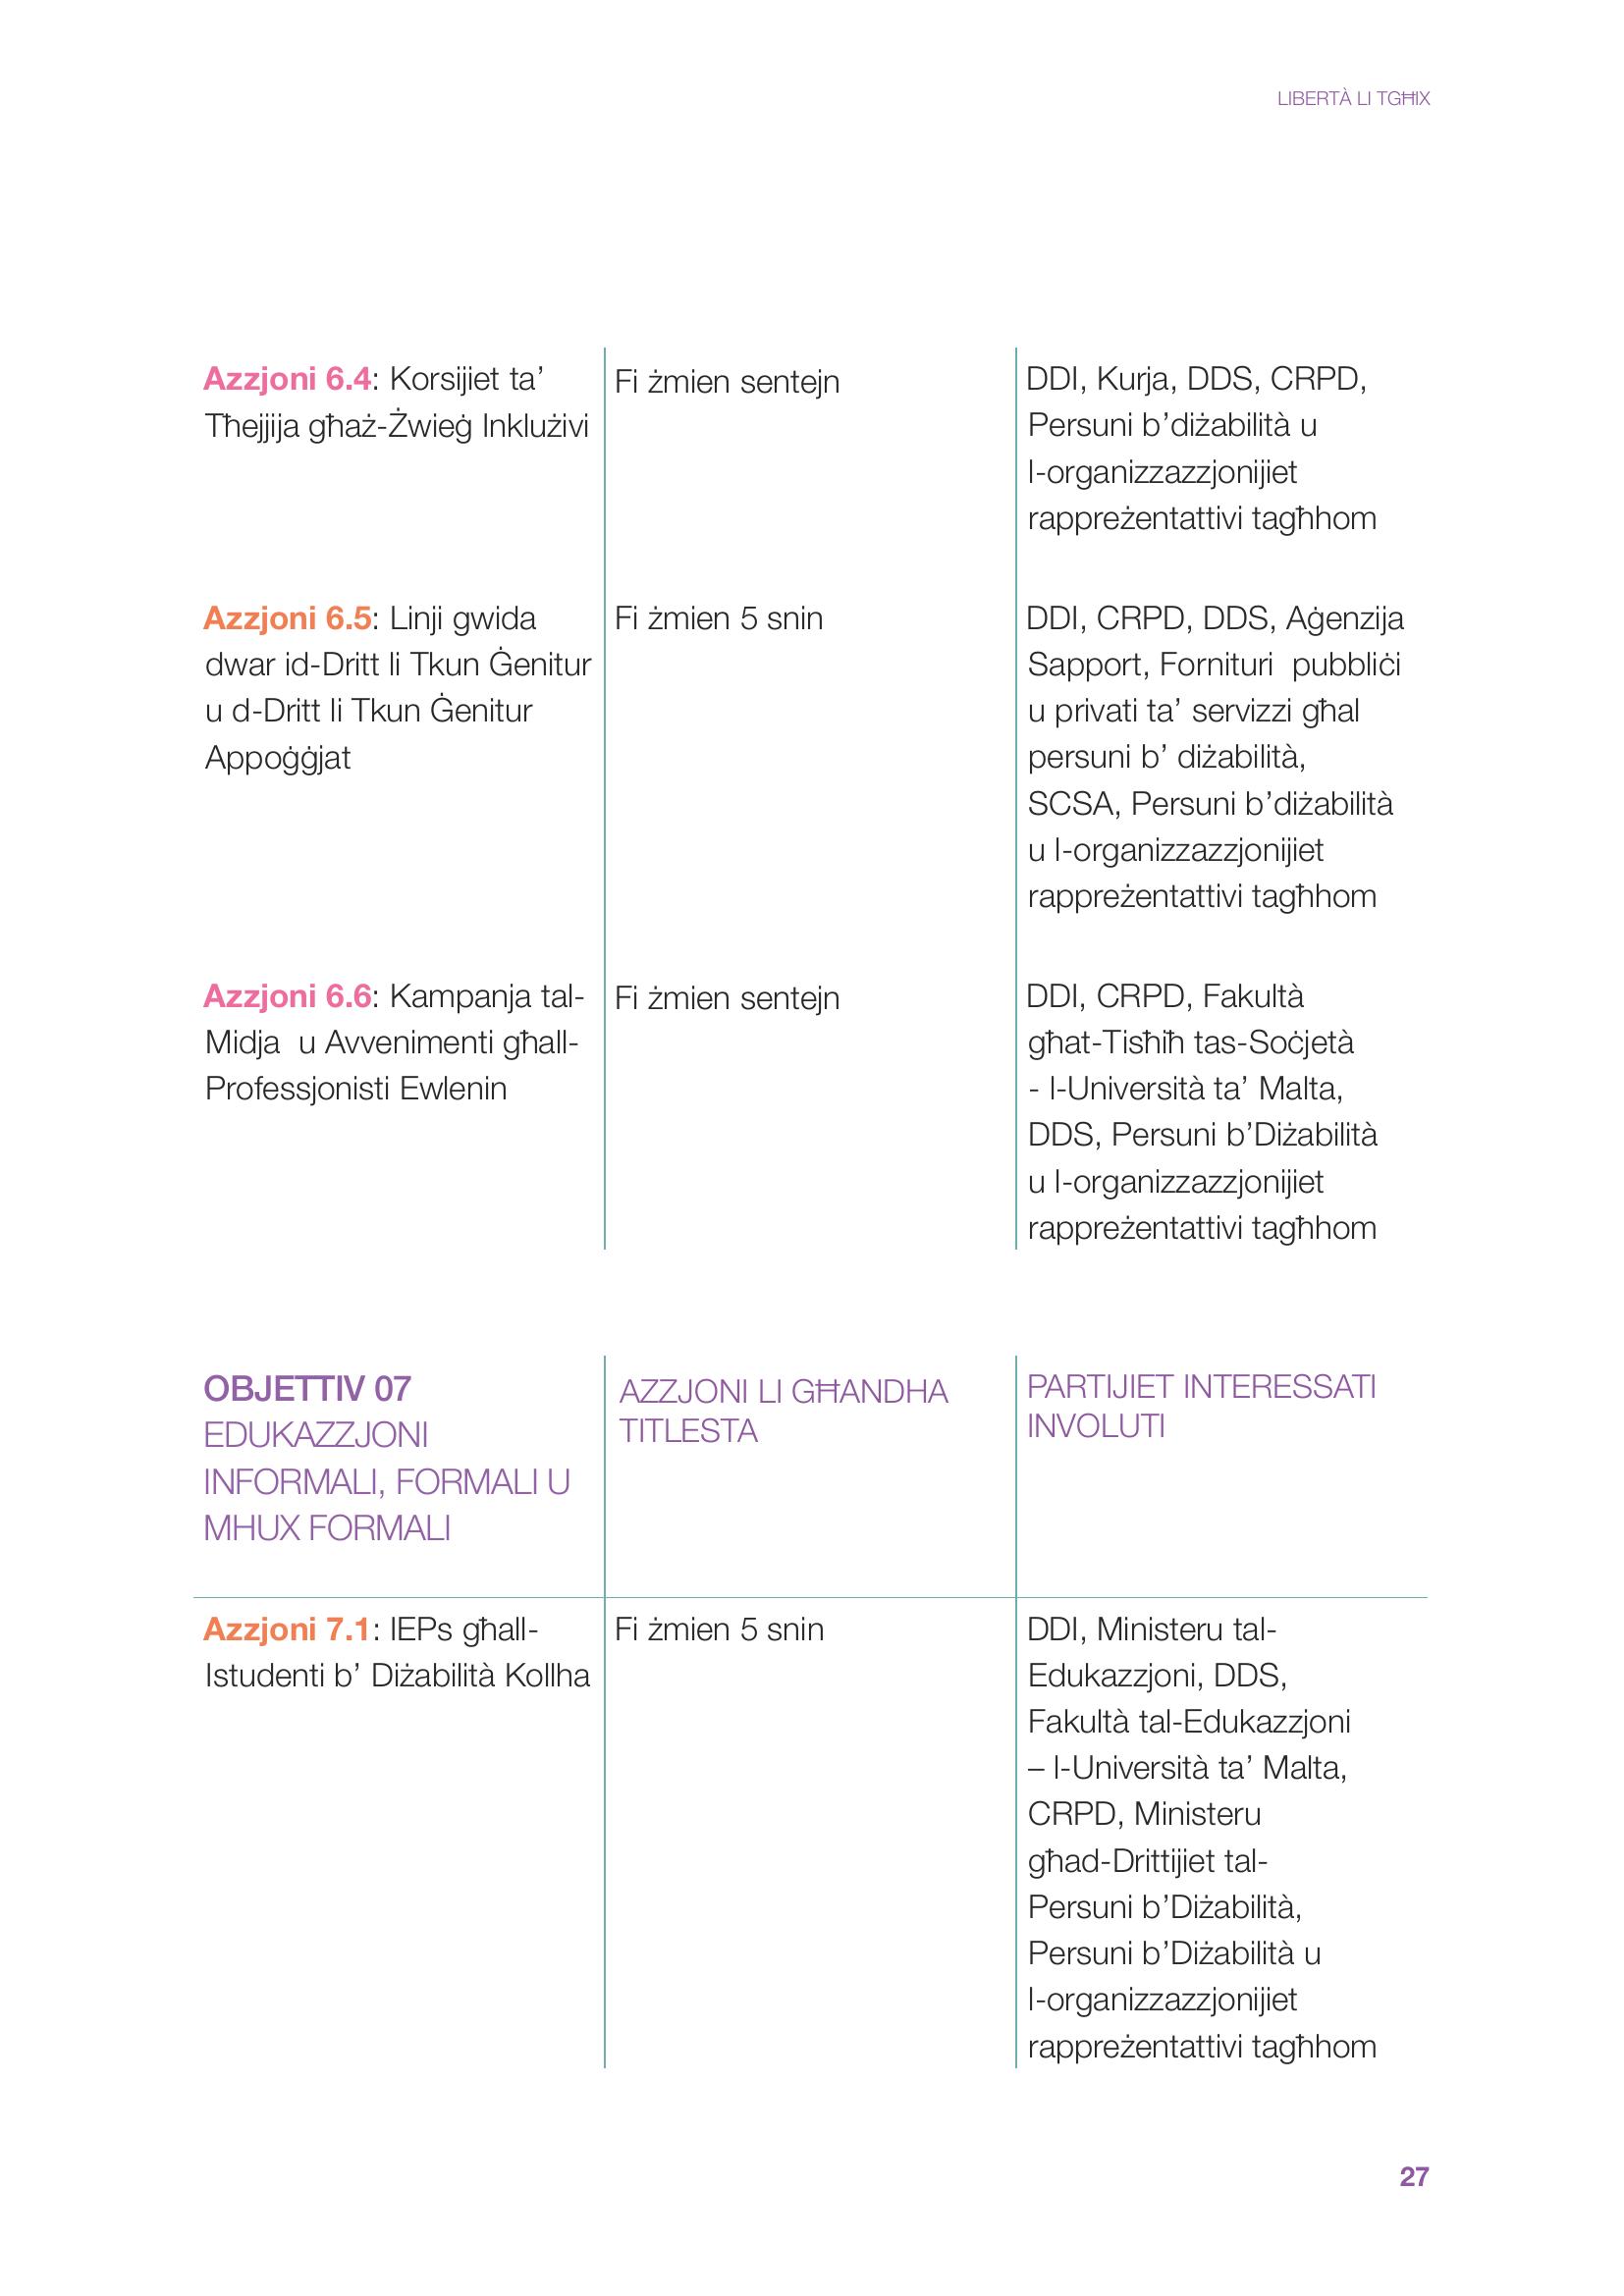 LIBERTÀ LI TGĦIX
Azzjoni 6.4: Korsijiet ta’
Tħejjija għaż-Żwieġ Inklużivi
Fi żmien sentejn
DDI, Kurja, DDS, CRPD,
Persuni b’diżabilità u
l-organizzazzjonijiet
rappreżentattivi tagħhom
Azzjoni 6.5: Linji gwida
dwar id-Dritt li Tkun Ġenitur
u d-Dritt li Tkun Ġenitur
Appoġġjat
Fi żmien 5 snin
DDI, CRPD, DDS, Aġenzija
Sapport, Fornituri  pubbliċi
u privati ta’ servizzi għal
persuni b’ diżabilità,
SCSA, Persuni b’diżabilità
u l-organizzazzjonijiet
rappreżentattivi tagħhom
Azzjoni 6.6: Kampanja tal-
Midja  u Avvenimenti għall-
Professjonisti Ewlenin
Fi żmien sentejn
DDI, CRPD, Fakultà
għat-Tisħiħ tas-Soċjetà
- l-Università ta’ Malta,
DDS, Persuni b’Diżabilità
u l-organizzazzjonijiet
rappreżentattivi tagħhom
OBJETTIV 07
EDUKAZZJONI
INFORMALI, FORMALI U
MHUX FORMALI
AZZJONI LI GĦANDHA
TITLESTA
PARTIJIET INTERESSATI
INVOLUTI
Azzjoni 7.1: IEPs għall-
Istudenti b’ Diżabilità Kollha
Fi żmien 5 snin
DDI, Ministeru tal-
Edukazzjoni, DDS,
Fakultà tal-Edukazzjoni
– l-Università ta’ Malta,
CRPD, Ministeru
għad-Drittijiet tal-
Persuni b’Diżabilità,
Persuni b’Diżabilità u
l-organizzazzjonijiet
rappreżentattivi tagħhom
27